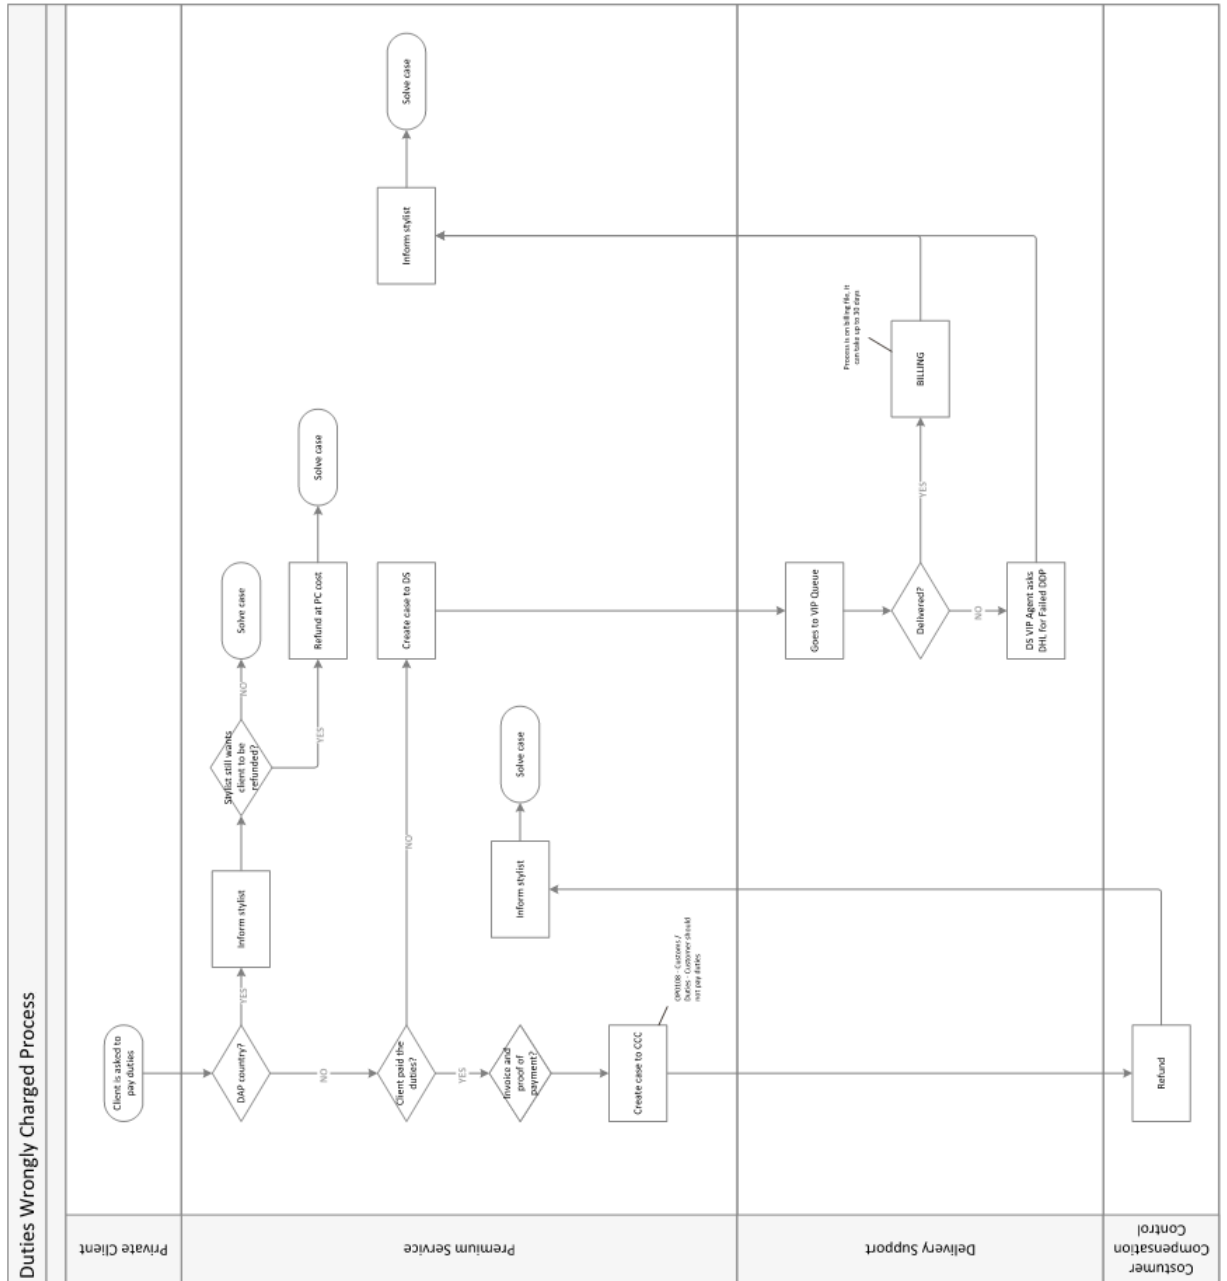 Duties Wrongly Charged Process
Private Client
Client is asked to
pay duties
Premium Service
DAP country?
YES
Inform stylist
Stylist still wants
client to be
refunded?
NO
Solve case
YES
Refund at PC cost
Solve case
NO
Client paid the
duties?
NO
Create case to DS
YES
Invoice and
proof of
payment?
Create case to CCC
Customs /
Duties - Customer should
not pay duties
Inform stylist
Solve case
Inform stylist
Solve case
Delivery Support
Goes to VIP Queue
Delivered?
YES
BILLING
Process is on billing file, it
can take up to 30 days
NO
DS VIP Agent asks
DHL for Failed DDP
Costumer
Compensation
Control
Refund